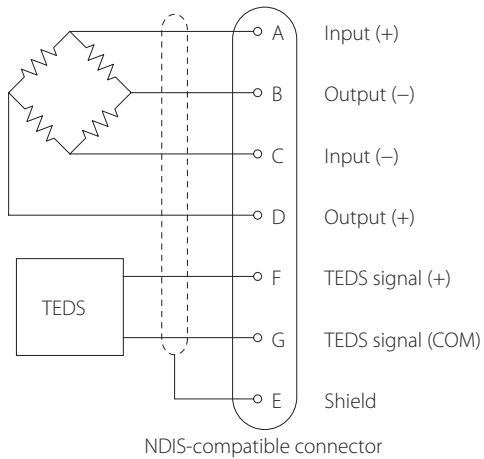 A Input (+)
B Output (−)
C Input (−)
D Output (+)
F TEDS signal (+)
TEDS
G TEDS signal (COM)
E Shield
NDIS-compatible connector